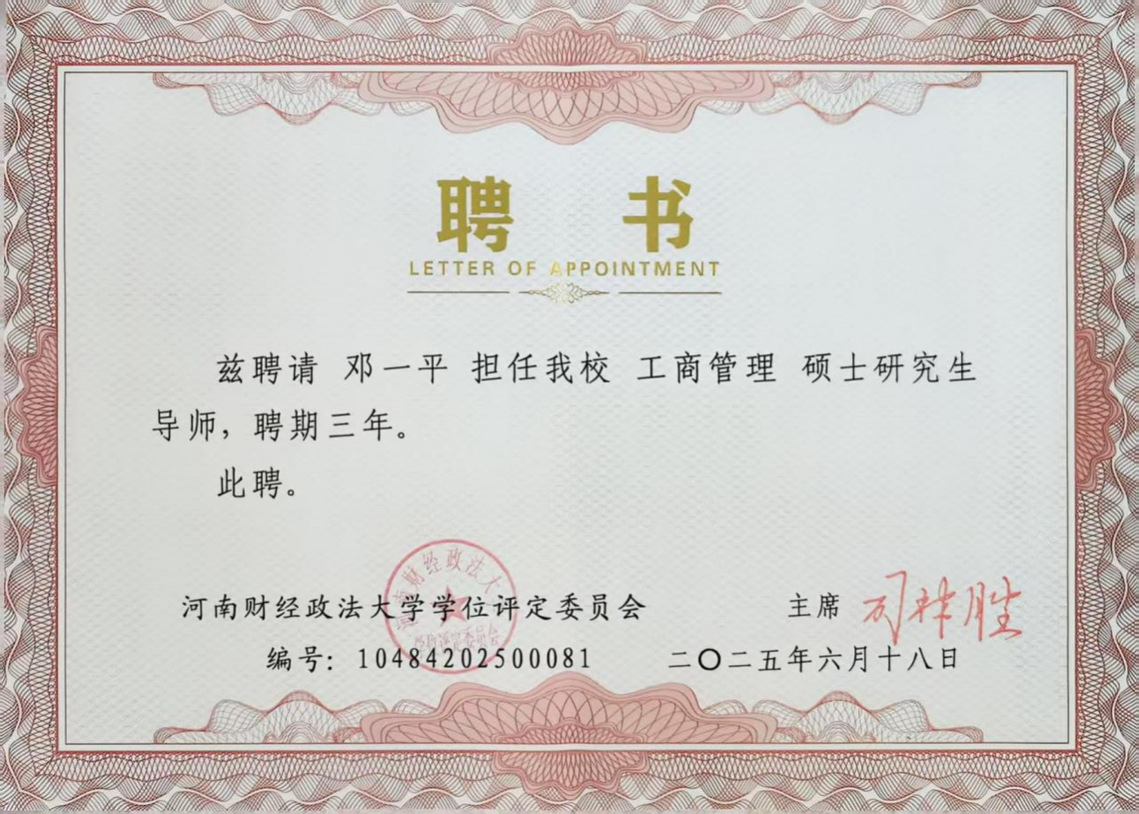 聘 书
LETTER OF APPOINTMENT
兹聘请 邓一平 担任我校 工商管理 硕士研究生
导师，聘期三年。
此聘。
河南财经政法大学学位评定委员会
主席
编号：10484202500081
二〇二五年六月十八日